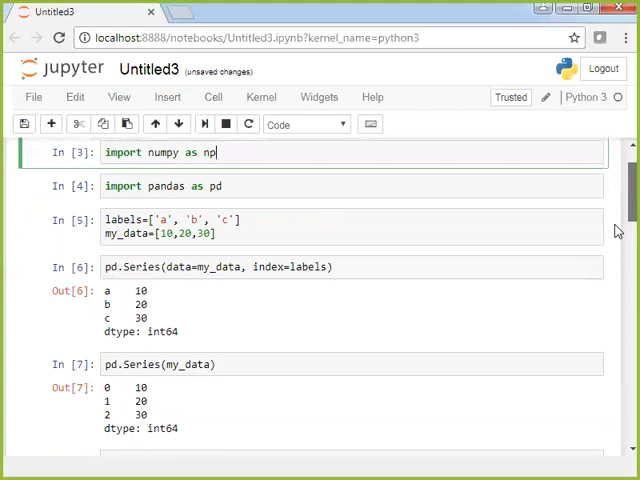 Untitled3
localhost:8888/notebooks/Untitled3.ipynb?kernel_name=python3
jupyter Untitled3 (unsaved changes) Logout
File Edit View Insert Cell Kernel Widgets Help Trusted Python 3
Code
In [3]: import numpy as np
In [4]: import pandas as pd
In [5]: labels=['a', 'b', 'c']
my_data=[10,20,30]
In [6]: pd.Series(data=my_data, index=labels)
Out[6]: a 10
b 20
c 30
dtype: int64
In [7]: pd.Series(my_data)
Out[7]: 0 10
1 20
2 30
dtype: int64